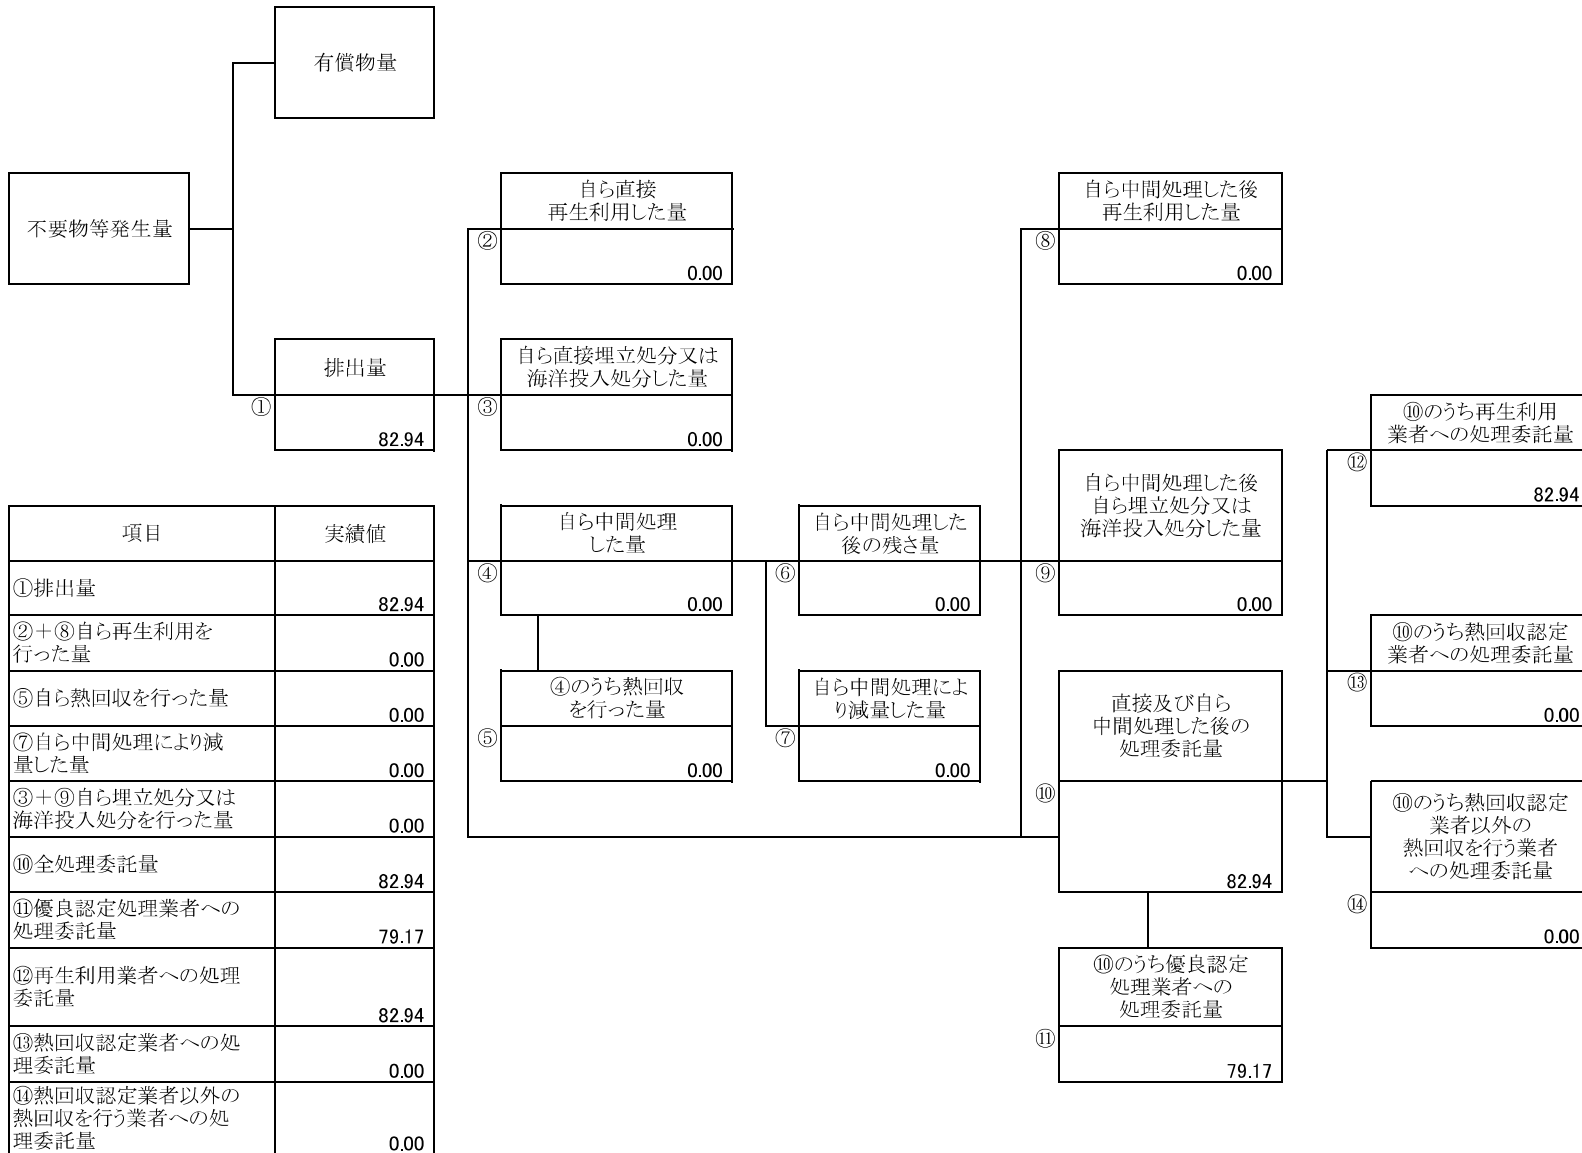 有償物量
不要物等発生量
自ら直接
再生利用した量
②
0.00
自ら中間処理した後
再生利用した量
⑧
0.00
排出量
①
82.94
自ら直接埋立処分又は
海洋投入処分した量
③
0.00
⑩のうち再生利用
業者への処理委託量
⑫
82.94
自ら中間処理
した量
④
0.00
自ら中間処理した
後の残さ量
⑥
0.00
自ら中間処理した後
自ら埋立処分又は
海洋投入処分した量
⑨
0.00
⑩のうち熱回収認定
業者への処理委託量
⑬
0.00
④のうち熱回収
を行った量
⑤
0.00
自ら中間処理によ
り減量した量
⑦
0.00
直接及び自ら
中間処理した後の
処理委託量
⑩
82.94
⑩のうち熱回収認定
業者以外の
熱回収を行う業者
への処理委託量
⑭
0.00
⑩のうち優良認定
処理業者への
処理委託量
⑪
79.17
項目 実績値
①排出量
82.94
②+⑧自ら再生利用を
行った量
0.00
⑤自ら熱回収を行った量
0.00
⑦自ら中間処理により減
量した量
0.00
③+⑨自ら埋立処分又は
海洋投入処分を行った量
0.00
⑩全処理委託量
82.94
⑪優良認定処理業者への
処理委託量
79.17
⑫再生利用業者への処理
委託量
82.94
⑬熱回収認定業者への処
理委託量
0.00
⑭熱回収認定業者以外の
熱回収を行う業者への処
理委託量
0.00